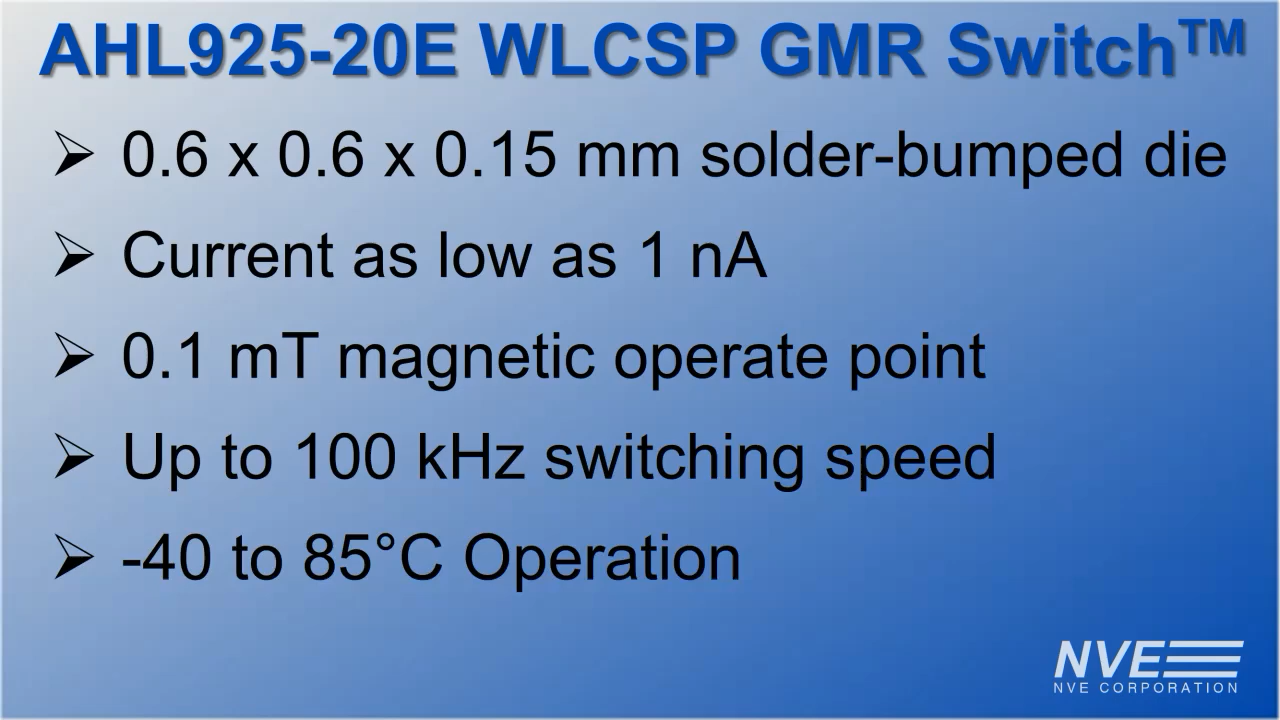 AHL925-20E WLCSP GMR Switch™
➢ 0.6 x 0.6 x 0.15 mm solder-bumped die
➢ Current as low as 1 nA
➢ 0.1 mT magnetic operate point
➢ Up to 100 kHz switching speed
➢ -40 to 85°C Operation
NVE
NVE CORPORATION